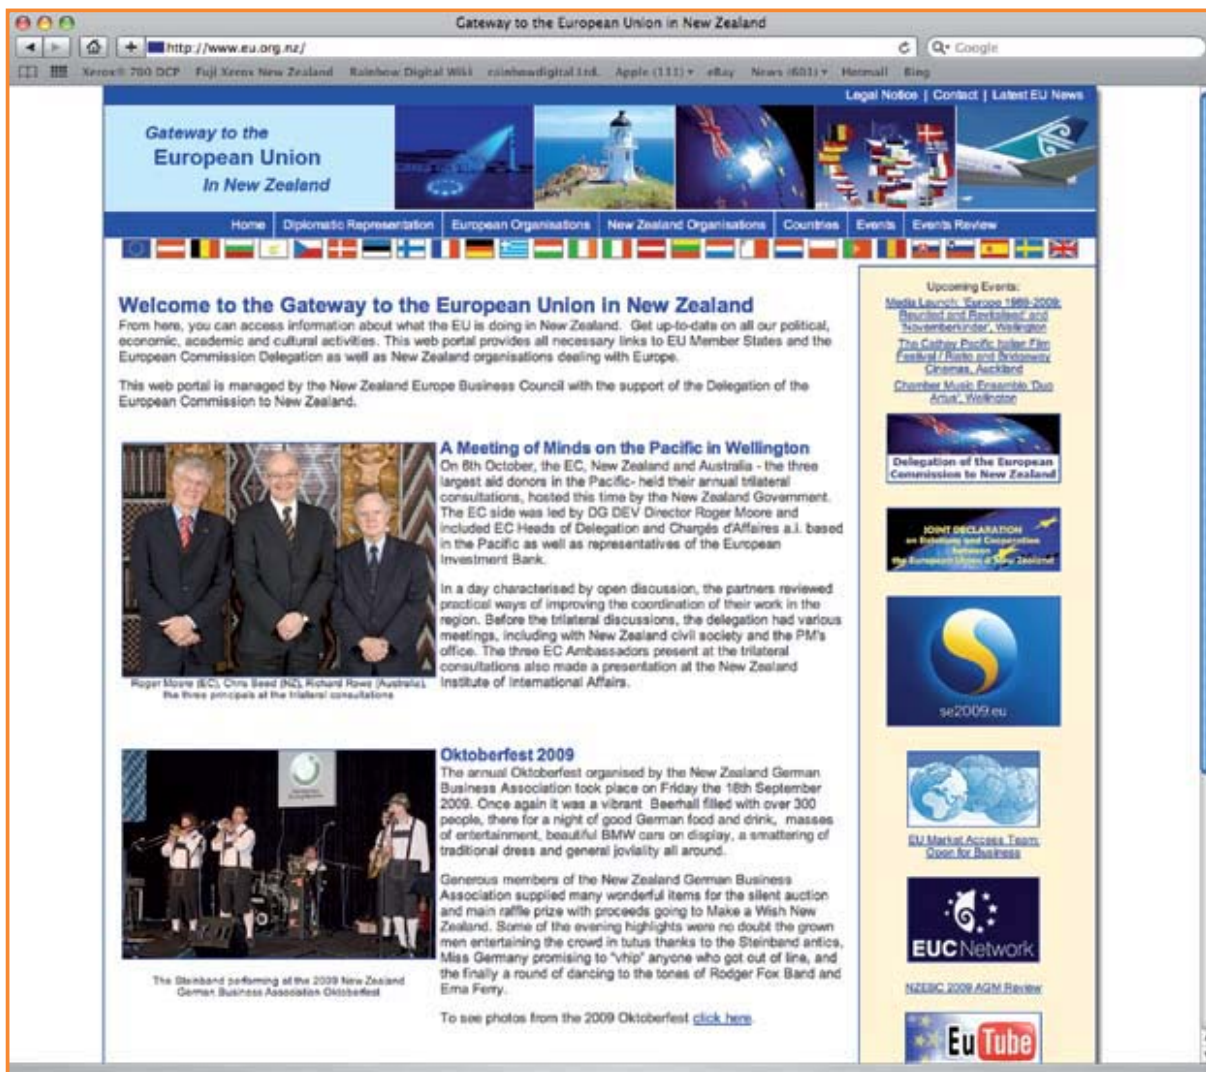 Gateway to the European Union in New Zealand
http://www.eu.org.nz/
Google
Xerox® 700 DCP Fuji Xerox New Zealand Rainbow Digital Wiki rainbowdigital ltd. Apple (111) eBay News (601) Hotmail Bing
Legal Notice | Contact | Latest EU News
Gateway to the
European Union
In New Zealand
Home Diplomatic Representation European Organisations New Zealand Organisations Countries Events Events Review
Welcome to the Gateway to the European Union in New Zealand
From here, you can access information about what the EU is doing in New Zealand. Get up-to-date on all our political,
economic, academic and cultural activities. This web portal provides all necessary links to EU Member States and the
European Commission Delegation as well as New Zealand organisations dealing with Europe.
This web portal is managed by the New Zealand Europe Business Council with the support of the Delegation of the
European Commission to New Zealand.
A Meeting of Minds on the Pacific in Wellington
On 6th October, the EC, New Zealand and Australia - the three
largest aid donors in the Pacific- held their annual trilateral
consultations, hosted this time by the New Zealand Government.
The EC side was led by DG DEV Director Roger Moore and
included EC Heads of Delegation and Chargés d'Affaires a.i. based
in the Pacific as well as representatives of the European
Investment Bank.
In a day characterised by open discussion, the partners reviewed
practical ways of improving the coordination of their work in the
region. Before the trilateral discussions, the delegation had various
meetings, including with New Zealand civil society and the PM's
office. The three EC Ambassadors present at the trilateral
consultations also made a presentation at the New Zealand
Institute of International Affairs.
Roger Moore (EC), Chris Seed (NZ), Richard Rowe (Australia),
the three principals at the trilateral consultations
Oktoberfest 2009
The annual Oktoberfest organised by the New Zealand German
Business Association took place on Friday the 18th September
2009. Once again it was a vibrant Beerhall filled with over 300
people, there for a night of good German food and drink, masses
of entertainment, beautiful BMW cars on display, a smattering of
traditional dress and general joviality all around.
Generous members of the New Zealand German Business
Association supplied many wonderful items for the silent auction
and main raffle prize with proceeds going to Make a Wish New
Zealand. Some of the evening highlights were no doubt the grown
men entertaining the crowd in tutus thanks to the Steinband antics,
Miss Germany promising to "vhip" anyone who got out of line, and
the finally a round of dancing to the tones of Rodger Fox Band and
Erna Ferry.
To see photos from the 2009 Oktoberfest click here.
The Steinband performing at the 2009 New Zealand
German Business Association Oktoberfest
Upcoming Events:
Media Launch: 'Europe 1989-2009:
Reunited and Revitalised' and
'Novemberkinder', Wellington
The Cathay Pacific Italian Film
Festival / Rialto and Bridgeway
Cinemas, Auckland
Chamber Music Ensemble 'Duo
Artus', Wellington
Delegation of the European
Commission to New Zealand
JOINT DECLARATION
on Relations and Cooperation
between
the European Union & New Zealand
se2009.eu
EU Market Access Team:
Open for Business
EUC Network
NZEBC 2009 AGM Review
Eu Tube